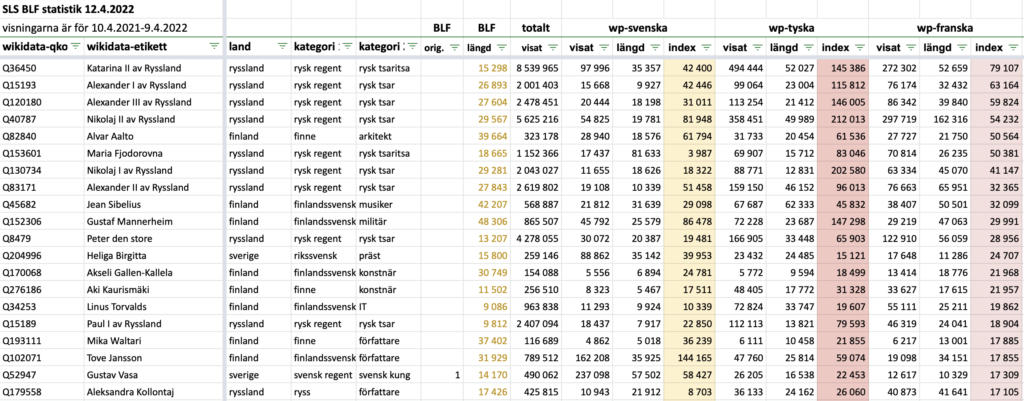 SLS BLF statistik 12.4.2022
visningarna är för 10.4.2021-9.4.2022 BLF BLF totalt wp-svenska wp-tyska wp-franska
wikidata-qko wikidata-etikett land kategori kategori orig. längd visat visat längd index visat längd index visat längd index
Q36450 Katarina II av Ryssland ryssland rysk regent rysk tsaritsa 15 298 8 539 965 97 996 35 357 42 400 494 444 52 027 145 386 272 302 52 659 79 107
Q15193 Alexander I av Ryssland ryssland rysk regent rysk tsar 26 893 2 001 403 15 668 9 927 42 446 99 064 23 004 115 812 76 174 32 432 63 164
Q120180 Alexander III av Ryssland ryssland rysk regent rysk tsar 27 604 2 478 451 20 444 18 198 31 011 113 254 21 412 146 005 86 342 39 840 59 824
Q40787 Nikolaj II av Ryssland ryssland rysk regent rysk tsar 29 567 5 625 216 54 825 19 781 81 948 358 451 49 989 212 013 297 719 162 316 54 232
Q82840 Alvar Aalto finland finne arkitekt 39 664 323 178 28 940 18 576 61 794 31 733 20 454 61 536 27 727 21 750 50 564
Q153601 Maria Fjodorovna ryssland rysk regent rysk tsaritsa 18 665 1 152 366 17 437 81 633 3 987 69 907 15 712 83 046 70 814 26 235 50 381
Q130734 Nikolaj I av Ryssland ryssland rysk regent rysk tsar 29 281 2 043 027 11 655 18 626 18 322 88 771 12 831 202 580 63 334 45 070 41 147
Q83171 Alexander II av Ryssland ryssland rysk regent rysk tsar 27 843 2 619 802 19 108 10 339 51 458 159 150 46 152 96 013 76 663 65 951 32 365
Q45682 Jean Sibelius finland finlandssvensk musiker 42 207 568 887 21 812 31 639 29 098 67 687 62 333 45 832 38 407 50 501 32 099
Q152306 Gustaf Mannerheim finland finlandssvensk militär 48 306 865 507 45 792 25 579 86 478 72 228 23 687 147 298 29 219 47 063 29 991
Q8479 Peter den store ryssland rysk regent rysk tsar 13 207 4 278 055 30 072 20 387 19 481 166 905 33 448 65 903 122 910 56 059 28 956
Q204996 Heliga Birgitta sverige rikssvensk präst 15 800 259 146 88 862 35 142 39 953 23 432 24 485 15 121 17 648 11 286 24 707
Q170068 Akseli Gallen-Kallela finland finlandssvensk konstnär 30 749 154 088 5 556 6 894 24 781 5 772 9 594 18 499 13 414 18 776 21 968
Q276186 Aki Kaurismäki finland finne konstnär 11 502 256 510 8 323 5 467 17 511 48 405 17 772 31 328 33 627 17 615 21 957
Q34253 Linus Torvalds finland finlandssvensk IT 9 086 963 838 11 293 9 924 10 339 72 824 33 747 19 607 55 111 25 211 19 862
Q15189 Paul I av Ryssland ryssland rysk regent rysk tsar 9 812 2 407 094 18 437 7 917 22 850 112 113 13 821 79 593 46 319 24 041 18 904
Q193111 Mika Waltari finland finne författare 37 402 116 689 4 862 5 018 36 239 6 111 10 458 21 855 6 217 13 001 17 885
Q102071 Tove Jansson finland finlandssvensk författare 31 929 789 512 162 208 35 925 144 165 47 760 25 814 59 074 19 098 34 151 17 855
Q52947 Gustav Vasa sverige svensk regent svensk kung 1 14 170 490 062 237 098 57 502 58 427 26 205 16 538 22 453 12 617 10 329 17 309
Q179558 Aleksandra Kollontaj ryssland ryss författare 17 426 425 815 10 943 21 912 8 703 36 133 24 162 26 060 40 873 41 641 17 105